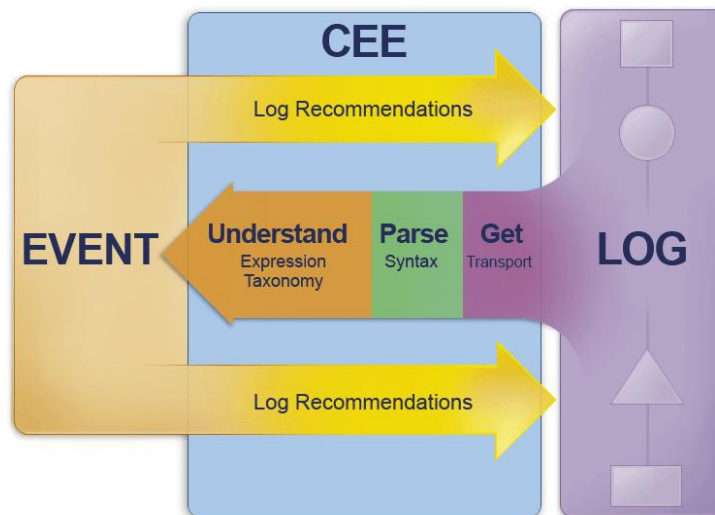 CEE
Log Recommendations
EVENT
Understand
Expression
Taxonomy
Parse
Syntax
Get
Transport
LOG
Log Recommendations